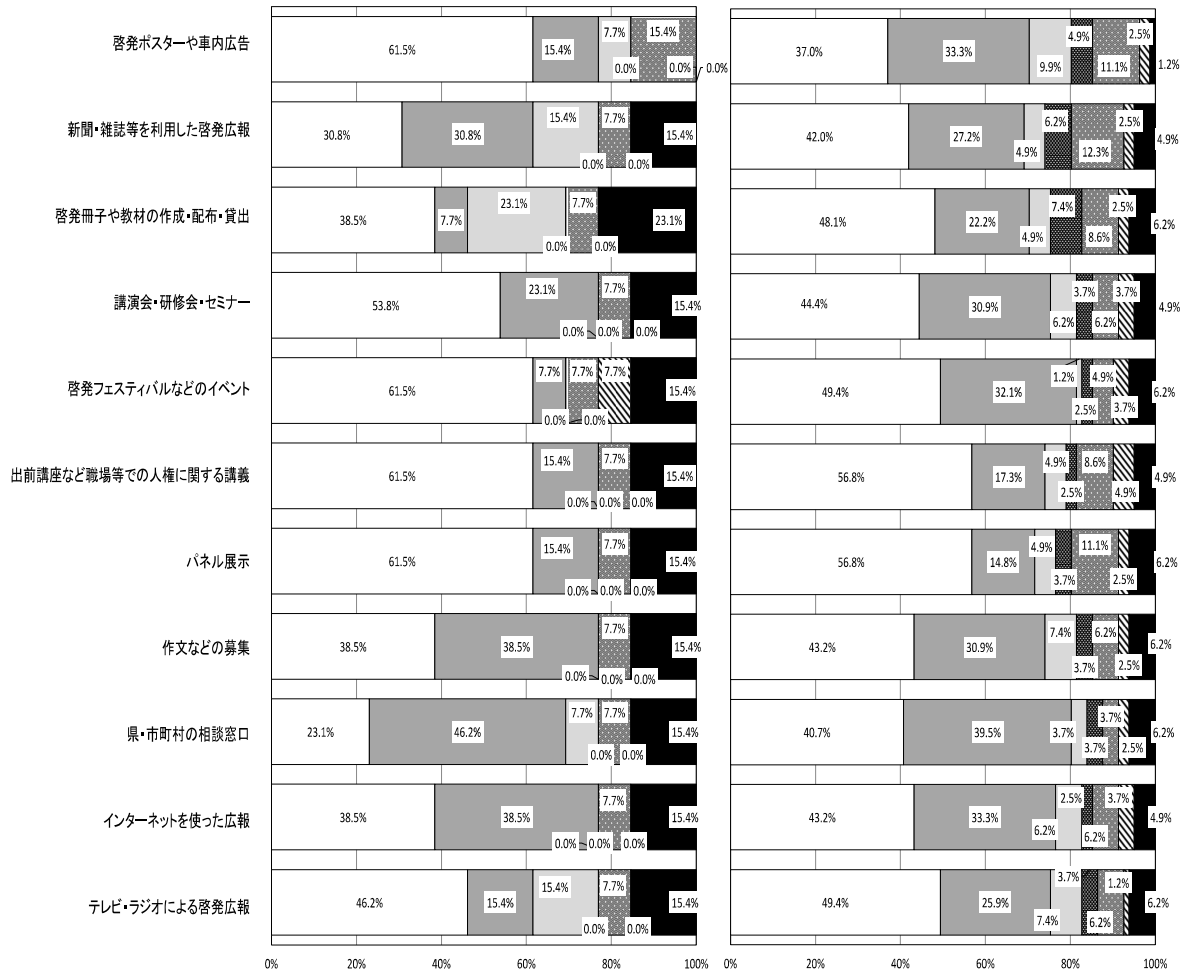 啓発ポスターや車内広告
61.5% 15.4% 7.7% 0.0% 15.4% 0.0% 0.0%
37.0% 33.3% 9.9% 4.9% 11.1% 2.5% 1.2%
新聞・雑誌等を利用した啓発広報
30.8% 30.8% 15.4% 0.0% 7.7% 0.0% 15.4%
42.0% 27.2% 4.9% 6.2% 12.3% 2.5% 4.9%
啓発冊子や教材の作成・配布・貸出
38.5% 7.7% 23.1% 0.0% 7.7% 0.0% 23.1%
48.1% 22.2% 4.9% 7.4% 8.6% 2.5% 6.2%
講演会・研修会・セミナー
53.8% 23.1% 0.0% 0.0% 7.7% 0.0% 15.4%
44.4% 30.9% 6.2% 3.7% 6.2% 3.7% 4.9%
啓発フェスティバルなどのイベント
61.5% 7.7% 0.0% 0.0% 7.7% 7.7% 15.4%
49.4% 32.1% 1.2% 2.5% 4.9% 3.7% 6.2%
出前講座など職場等での人権に関する講義
61.5% 15.4% 0.0% 0.0% 7.7% 0.0% 15.4%
56.8% 17.3% 4.9% 2.5% 8.6% 4.9% 4.9%
パネル展示
61.5% 15.4% 0.0% 0.0% 7.7% 0.0% 15.4%
56.8% 14.8% 4.9% 3.7% 11.1% 2.5% 6.2%
作文などの募集
38.5% 38.5% 0.0% 0.0% 7.7% 0.0% 15.4%
43.2% 30.9% 7.4% 3.7% 6.2% 2.5% 6.2%
県・市町村の相談窓口
23.1% 46.2% 7.7% 0.0% 7.7% 0.0% 15.4%
40.7% 39.5% 3.7% 3.7% 3.7% 2.5% 6.2%
インターネットを使った広報
38.5% 38.5% 0.0% 0.0% 7.7% 0.0% 15.4%
43.2% 33.3% 6.2% 2.5% 6.2% 3.7% 4.9%
テレビ・ラジオによる啓発広報
46.2% 15.4% 15.4% 0.0% 7.7% 0.0% 15.4%
49.4% 25.9% 7.4% 3.7% 6.2% 1.2% 6.2%
0% 20% 40% 60% 80% 100%
0% 20% 40% 60% 80% 100%